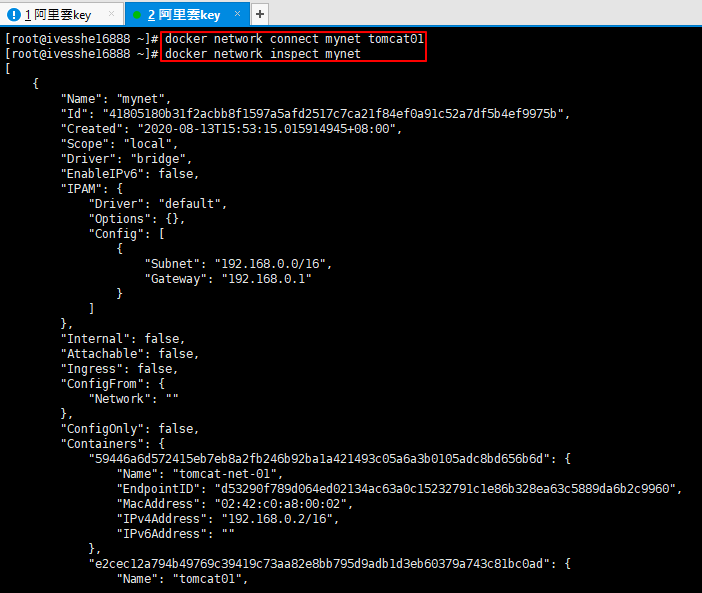 1 阿里雲key × 2 阿里雲key × +
[root@ivesshe16888 ~]# docker network connect mynet tomcat01
[root@ivesshe16888 ~]# docker network inspect mynet
[
    {
        "Name": "mynet",
        "Id": "41805180b31f2acbb8f1597a5afd2517c7ca21f84ef0a91c52a7df5b4ef9975b",
        "Created": "2020-08-13T15:53:15.015914945+08:00",
        "Scope": "local",
        "Driver": "bridge",
        "EnableIPv6": false,
        "IPAM": {
            "Driver": "default",
            "Options": {},
            "Config": [
                {
                    "Subnet": "192.168.0.0/16",
                    "Gateway": "192.168.0.1"
                }
            ]
        },
        "Internal": false,
        "Attachable": false,
        "Ingress": false,
        "ConfigFrom": {
            "Network": ""
        },
        "ConfigOnly": false,
        "Containers": {
            "59446a6d572415eb7eb8a2fb246b92ba1a421493c05a6a3b0105adc8bd656b6d": {
                "Name": "tomcat-net-01",
                "EndpointID": "d53290f789d064ed02134ac63a0c15232791c1e86b328ea63c5889da6b2c9960",
                "MacAddress": "02:42:c0:a8:00:02",
                "IPv4Address": "192.168.0.2/16",
                "IPv6Address": ""
            },
            "e2cec12a794b49769c39419c73aa82e8bb795d9adb1d3eb60379a743c81bc0ad": {
                "Name": "tomcat01",